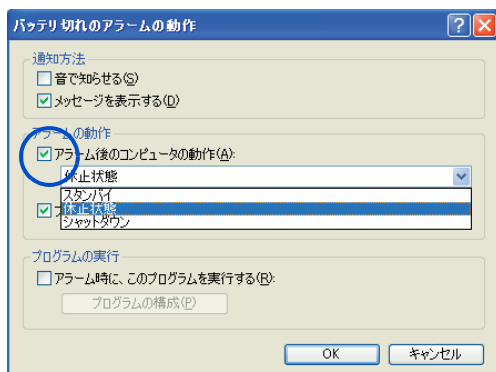 バッテリ切れのアラームの動作
通知方法
音で知らせる(S)
メッセージを表示する(D)
アラームの動作
アラーム後のコンピュータの動作(A):
休止状態
スタンバイ
休止状態
シャットダウン
プログラムの実行
アラーム時に、このプログラムを実行する(R):
プログラムの構成(P)
OK キャンセル